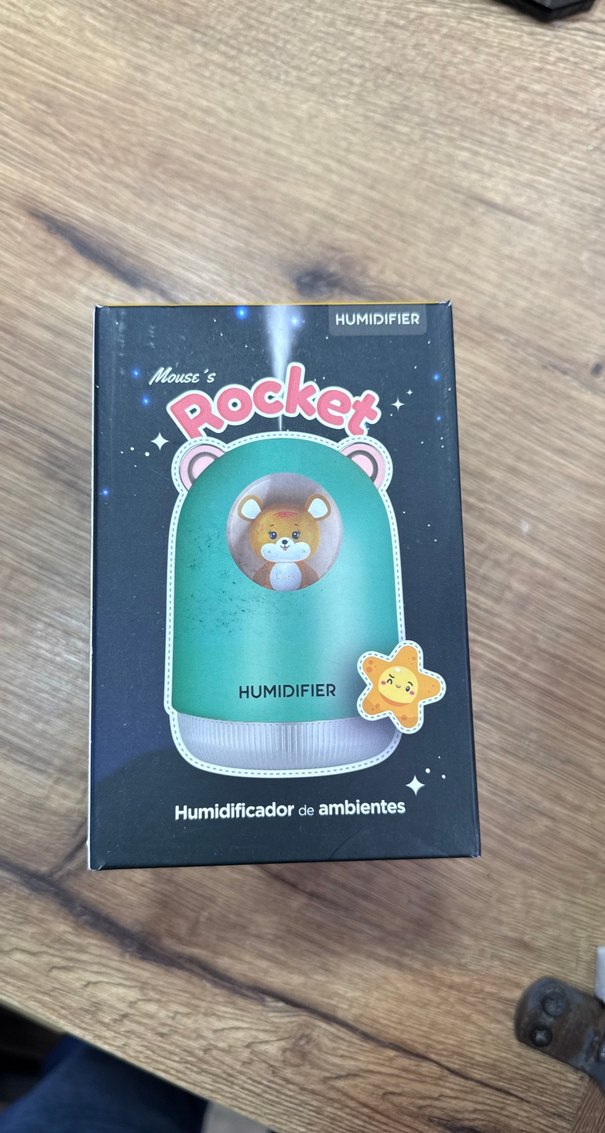 HUMIDIFIER
Mouse´s
Rocket
HUMIDIFIER
Humidificador de ambientes